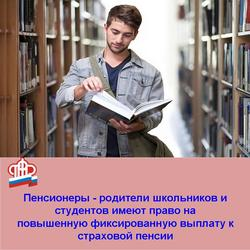 Пенсионеры - родители школьников и
студентов имеют право на
повышенную фиксированную выплату к
страховой пенсии